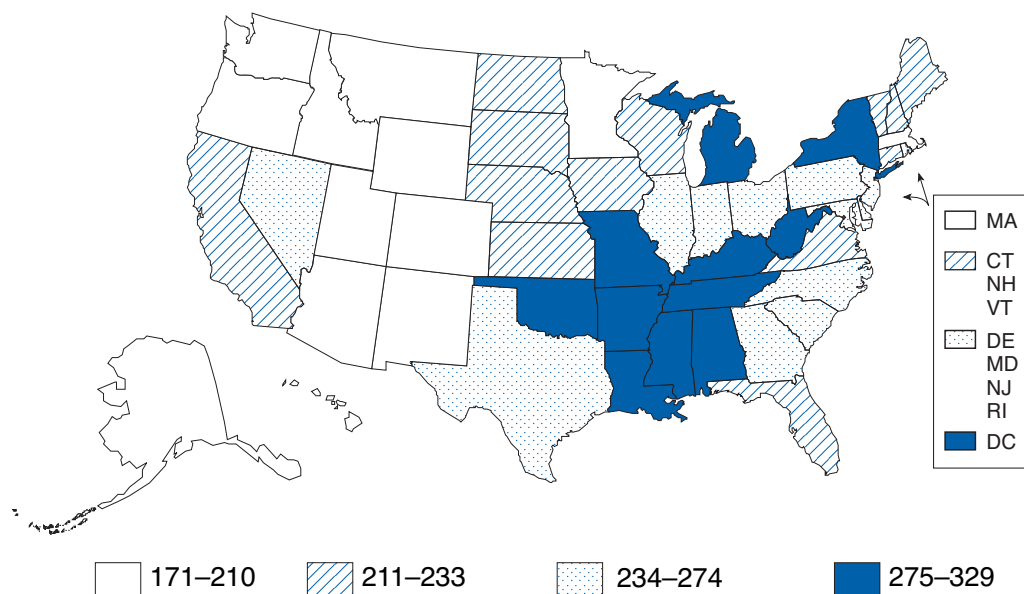 MA
CT
NH
VT
DE
MD
NJ
RI
DC
171–210
211–233
234–274
275–329